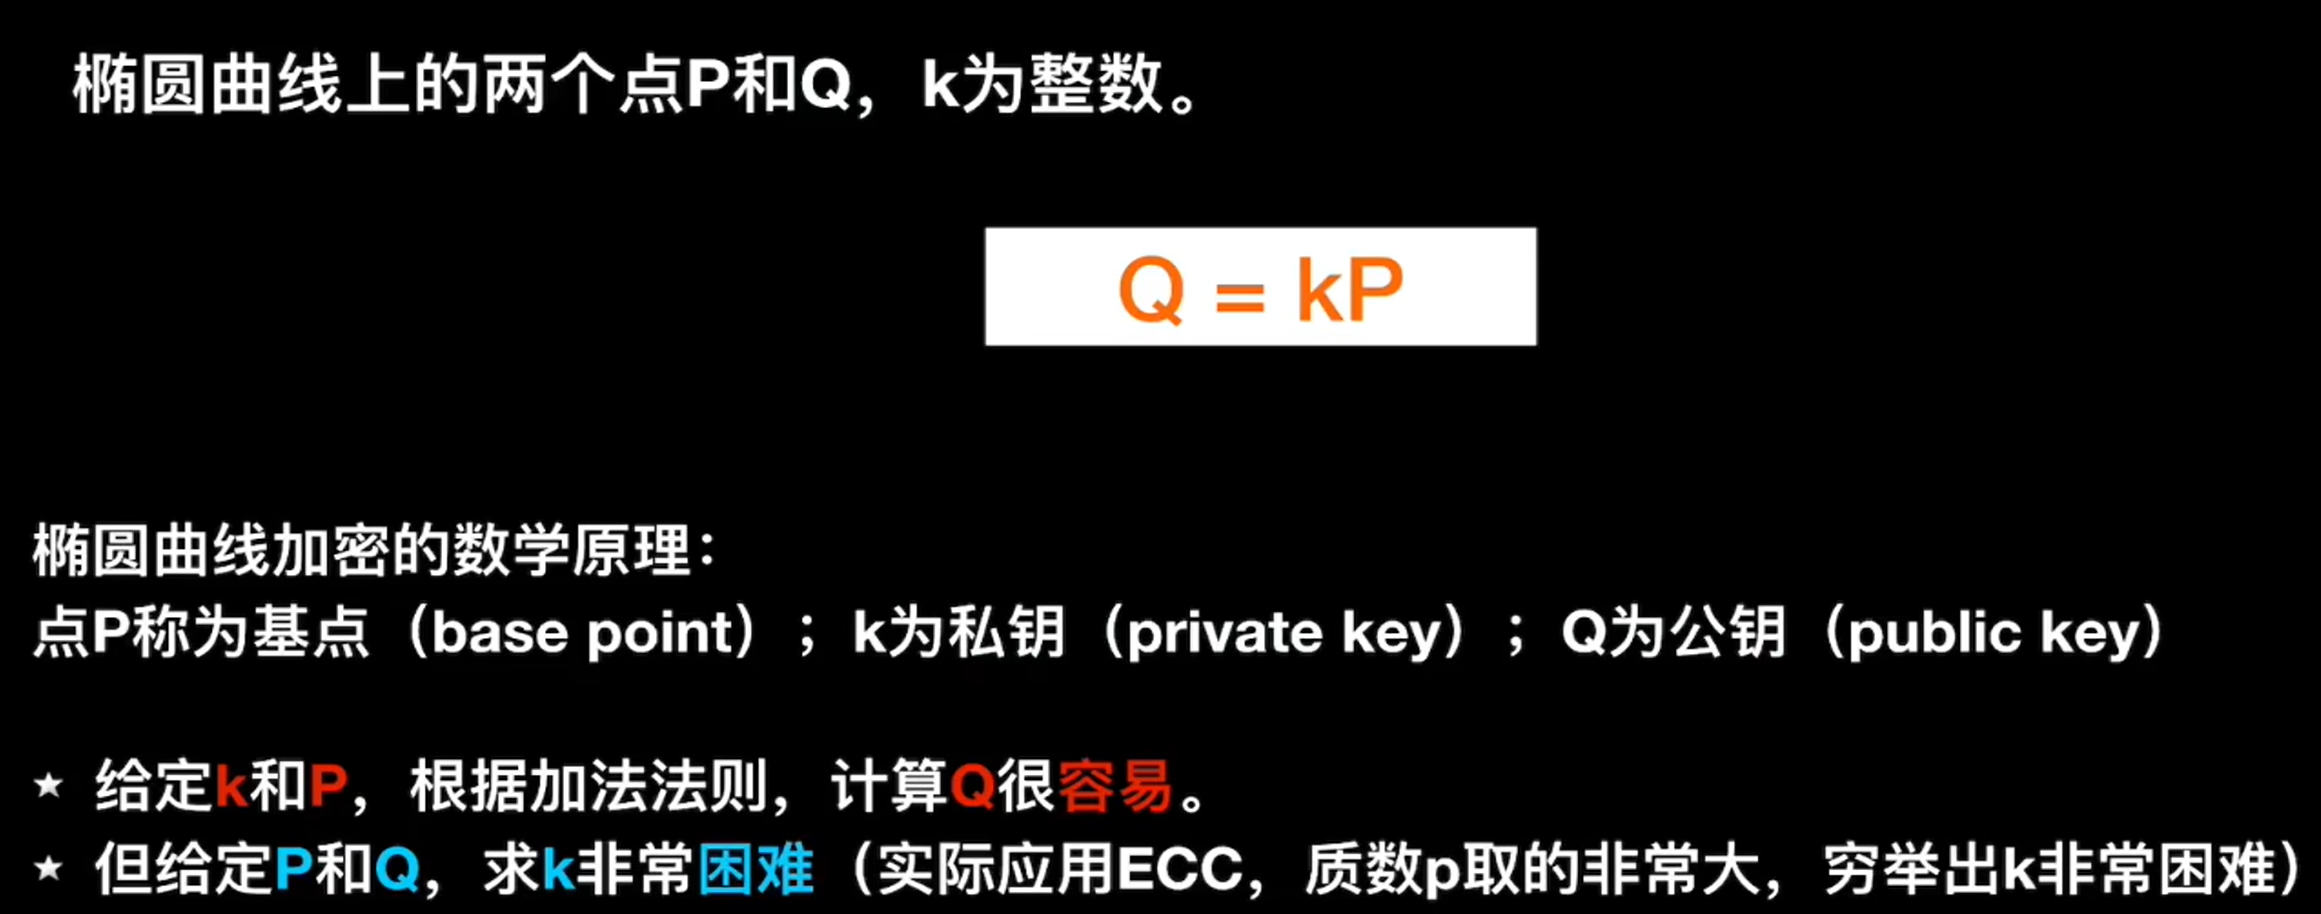 椭圆曲线上的两个点P和Q，k为整数。
Q = kP
椭圆曲线加密的数学原理：
点P称为基点（base point）；k为私钥（private key）；Q为公钥（public key）
★ 给定k和P，根据加法法则，计算Q很容易。
★ 但给定P和Q，求k非常困难（实际应用ECC，质数p取的非常大，穷举出k非常困难）